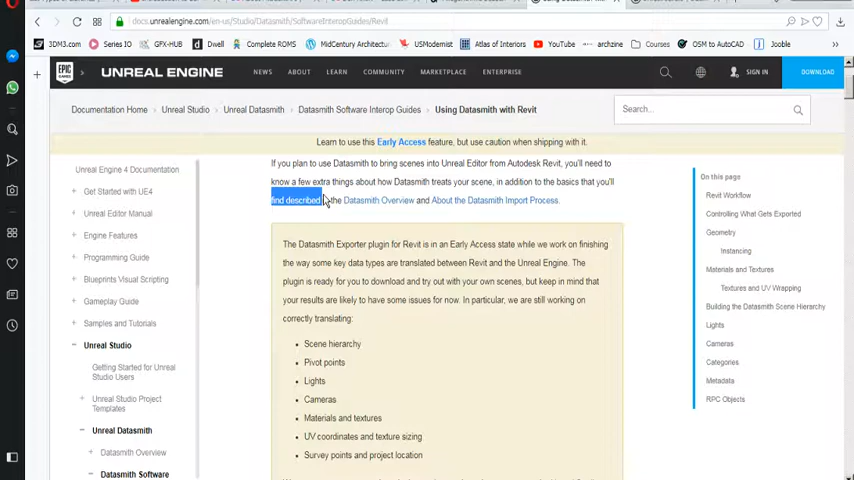 docs.unrealengine.com/en-us/Studio/Datasmith/SoftwareInteropGuides/Revit
3DM3.com
Series IO
GFX-HUB
Dwell
Complete ROMS
MidCentury Architectur
USModernist
Atlas of Interiors
YouTube
archzine
Courses
OSM to AutoCAD
Jooble
EPIC GAMES
UNREAL ENGINE
NEWS
ABOUT
LEARN
COMMUNITY
MARKETPLACE
ENTERPRISE
SIGN IN
DOWNLOAD
Documentation Home > Unreal Studio > Unreal Datasmith > Datasmith Software Interop Guides > Using Datasmith with Revit
Search...
Learn to use this Early Access feature, but use caution when shipping with it.
Unreal Engine 4 Documentation
Get Started with UE4
Unreal Editor Manual
Engine Features
Programming Guide
Blueprints Visual Scripting
Gameplay Guide
Samples and Tutorials
Unreal Studio
Getting Started for Unreal
Studio Users
Unreal Studio Project
Templates
Unreal Datasmith
Datasmith Overview
Datasmith Software
If you plan to use Datasmith to bring scenes into Unreal Editor from Autodesk Revit, you'll need to
know a few extra things about how Datasmith treats your scene, in addition to the basics that you'll
find described the Datasmith Overview and About the Datasmith Import Process.
The Datasmith Exporter plugin for Revit is in an Early Access state while we work on finishing
the way some key data types are translated between Revit and the Unreal Engine. The
plugin is ready for you to download and try out with your own scenes, but keep in mind that
your results are likely to have some issues for now. In particular, we are still working on
correctly translating:
• Scene hierarchy
• Pivot points
• Lights
• Cameras
• Materials and textures
• UV coordinates and texture sizing
• Survey points and project location
On this page
Revit Workflow
Controlling What Gets Exported
Geometry
Instancing
Materials and Textures
Textures and UV Wrapping
Building the Datasmith Scene Hierarchy
Lights
Cameras
Categories
Metadata
RPC Objects